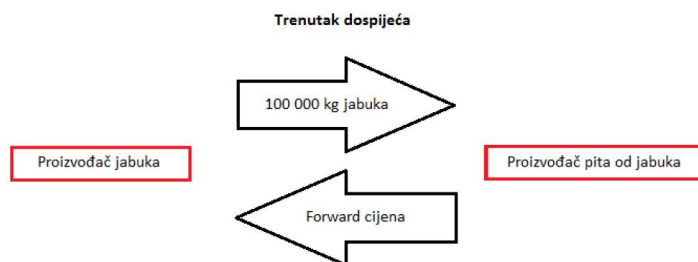 Trenutak dospijeća
100 000 kg jabuka
Proizvođač jabuka
Proizvođač pita od jabuka
Forward cijena